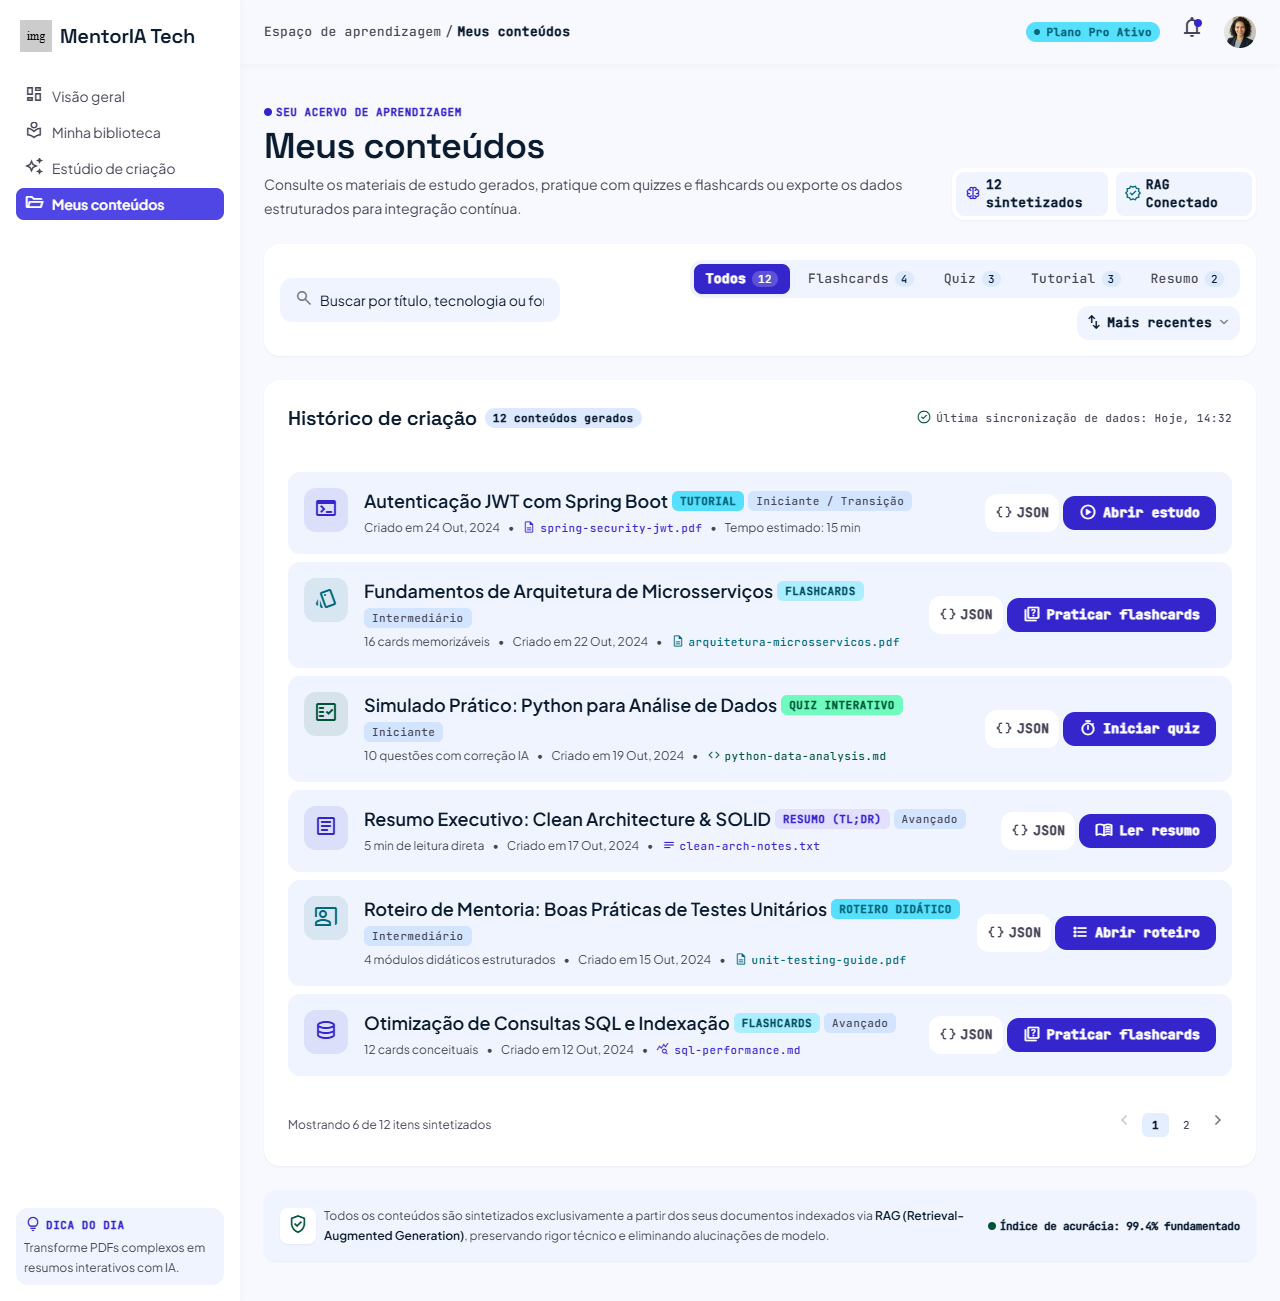 img
MentorIA Tech
Visão geral
Minha biblioteca
Estúdio de criação
Meus conteúdos
DICA DO DIA
Transforme PDFs complexos em
resumos interativos com IA.
Espaço de aprendizagem / Meus conteúdos
Plano Pro Ativo
SEU ACERVO DE APRENDIZAGEM
Meus conteúdos
Consulte os materiais de estudo gerados, pratique com quizzes e flashcards ou exporte os dados
estruturados para integração contínua.
12
sintetizados
RAG
Conectado
Buscar por título, tecnologia ou fo
Todos 12
Flashcards 4
Quiz 3
Tutorial 3
Resumo 2
Mais recentes
Histórico de criação 12 conteúdos gerados
Última sincronização de dados: Hoje, 14:32
Autenticação JWT com Spring Boot TUTORIAL Iniciante / Transição
Criado em 24 Out, 2024 • spring-security-jwt.pdf • Tempo estimado: 15 min
JSON
Abrir estudo
Fundamentos de Arquitetura de Microsserviços FLASHCARDS
Intermediário
16 cards memorizáveis • Criado em 22 Out, 2024 • arquitetura-microsservicos.pdf
JSON
Praticar flashcards
Simulado Prático: Python para Análise de Dados QUIZ INTERATIVO
Iniciante
10 questões com correção IA • Criado em 19 Out, 2024 • python-data-analysis.md
JSON
Iniciar quiz
Resumo Executivo: Clean Architecture & SOLID RESUMO (TL;DR) Avançado
5 min de leitura direta • Criado em 17 Out, 2024 • clean-arch-notes.txt
JSON
Ler resumo
Roteiro de Mentoria: Boas Práticas de Testes Unitários ROTEIRO DIDÁTICO
Intermediário
4 módulos didáticos estruturados • Criado em 15 Out, 2024 • unit-testing-guide.pdf
JSON
Abrir roteiro
Otimização de Consultas SQL e Indexação FLASHCARDS Avançado
12 cards conceituais • Criado em 12 Out, 2024 • sql-performance.md
JSON
Praticar flashcards
Mostrando 6 de 12 itens sintetizados
1 2
Todos os conteúdos são sintetizados exclusivamente a partir dos seus documentos indexados via RAG (Retrieval-
Augmented Generation), preservando rigor técnico e eliminando alucinações de modelo.
Índice de acurácia: 99.4% fundamentado